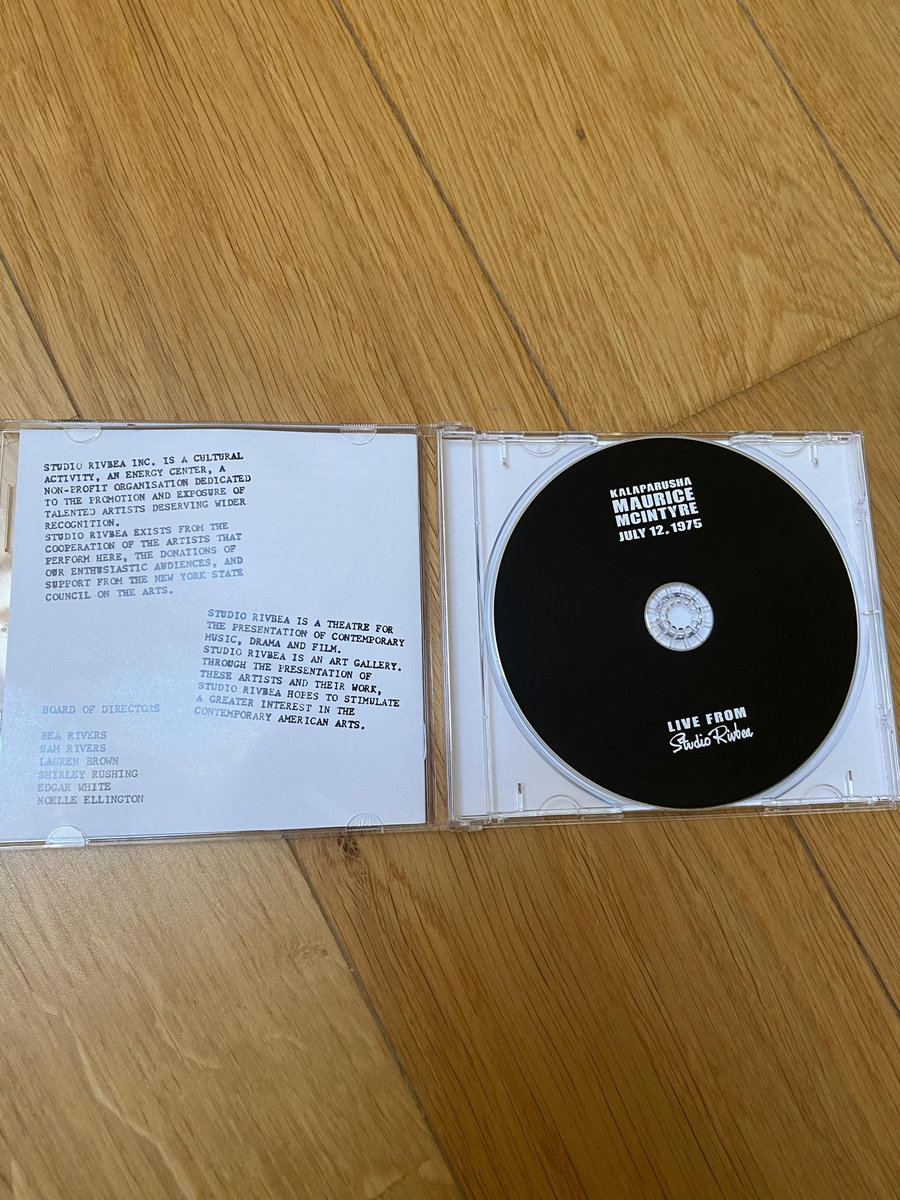 STUDIO RIVBEA INC. IS A CULTURAL
ACTIVITY, AN ENERGY CENTER, A
NON-PROFIT ORGANISATION DEDICATED
TO THE PROMOTION AND EXPOSURE OF
TALENTED ARTISTS DESERVING WIDER
RECOGNITION.
STUDIO RIVBEA EXISTS FROM THE
COOPERATION OF THE ARTISTS THAT
PERFORM HERE, THE DONATIONS OF
OUR ENTHUSIASTIC AUDIENCES, AND
SUPPORT FROM THE NEW YORK STATE
COUNCIL ON THE ARTS.
STUDIO RIVBEA IS A THEATRE FOR
THE PRESENTATION OF CONTEMPORARY
MUSIC, DRAMA AND FILM.
STUDIO RIVBEA IS AN ART GALLERY.
THROUGH THE PRESENTATION OF
THESE ARTISTS AND THEIR WORK,
STUDIO RIVBEA HOPES TO STIMULATE
A GREATER INTEREST IN THE
CONTEMPORARY AMERICAN ARTS.
BOARD OF DIRECTORS
BEA RIVERS
SAM RIVERS
LAUREN BROWN
SHIRLEY RUSHING
EDGAR WHITE
NOELLE ELLINGTON
KALAPARUSHA
MAURICE
MCINTYRE
JULY 12, 1975
LIVE FROM
Studio Rivbea